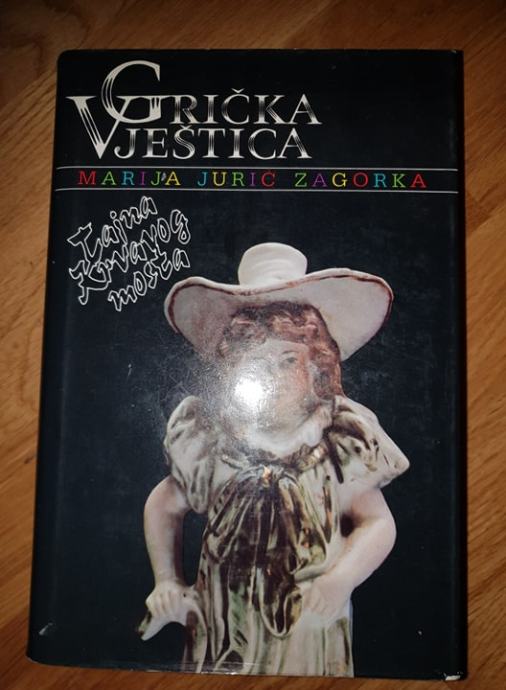 GRIČKA
VJEŠTICA
MARIJA JURIĆ ZAGORKA
tajna
Krvavog
mosta